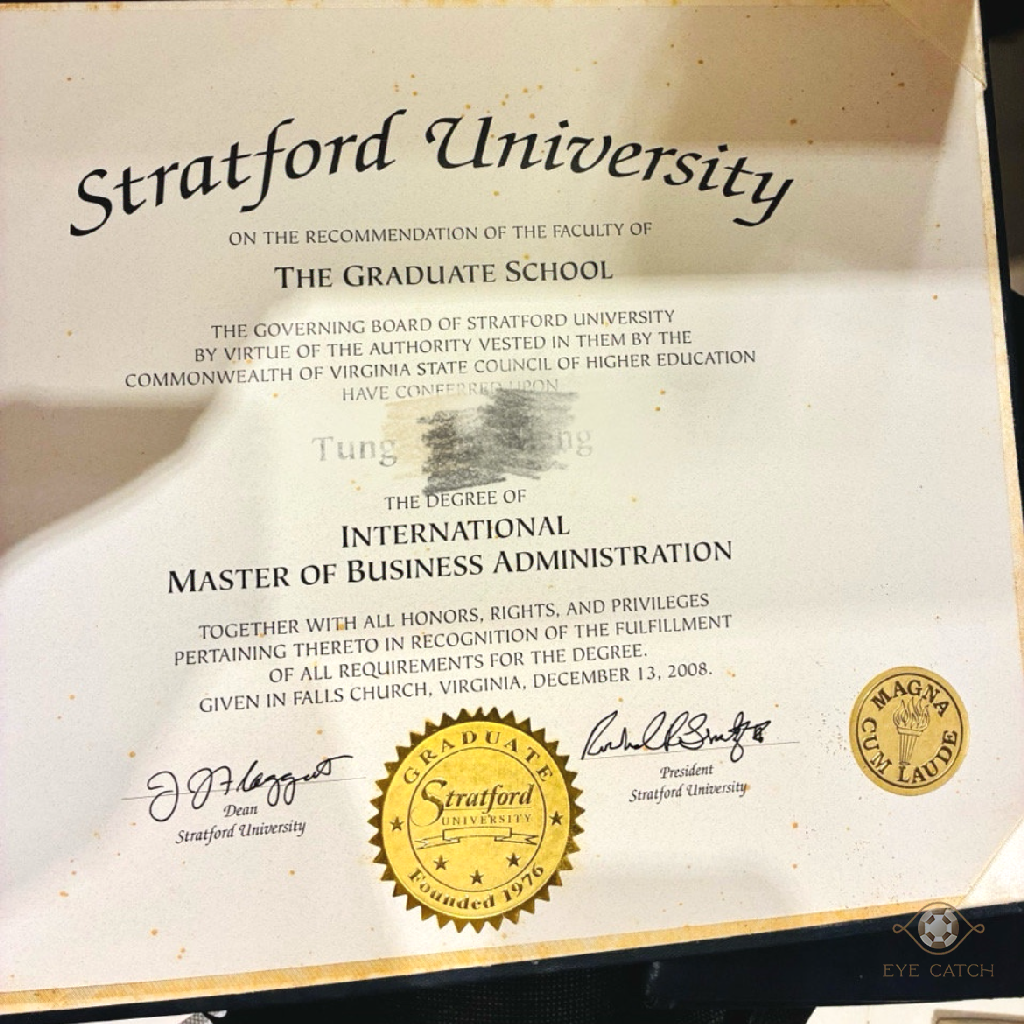 Stratford University
ON THE RECOMMENDATION OF THE FACULTY OF
THE GRADUATE SCHOOL
THE GOVERNING BOARD OF STRATFORD UNIVERSITY
BY VIRTUE OF THE AUTHORITY VESTED IN THEM BY THE
COMMONWEALTH OF VIRGINIA STATE COUNCIL OF HIGHER EDUCATION
HAVE CONFERRED UPON
Tung
THE DEGREE OF
INTERNATIONAL
MASTER OF BUSINESS ADMINISTRATION
TOGETHER WITH ALL HONORS, RIGHTS, AND PRIVILEGES
PERTAINING THERETO IN RECOGNITION OF THE FULFILLMENT
OF ALL REQUIREMENTS FOR THE DEGREE.
GIVEN IN FALLS CHURCH, VIRGINIA, DECEMBER 13, 2008.
Dean
Stratford University
GRADUATE
Stratford
UNIVERSITY
Founded 1976
President
Stratford University
MAGNA
CUM LAUDE
EYE CATCH